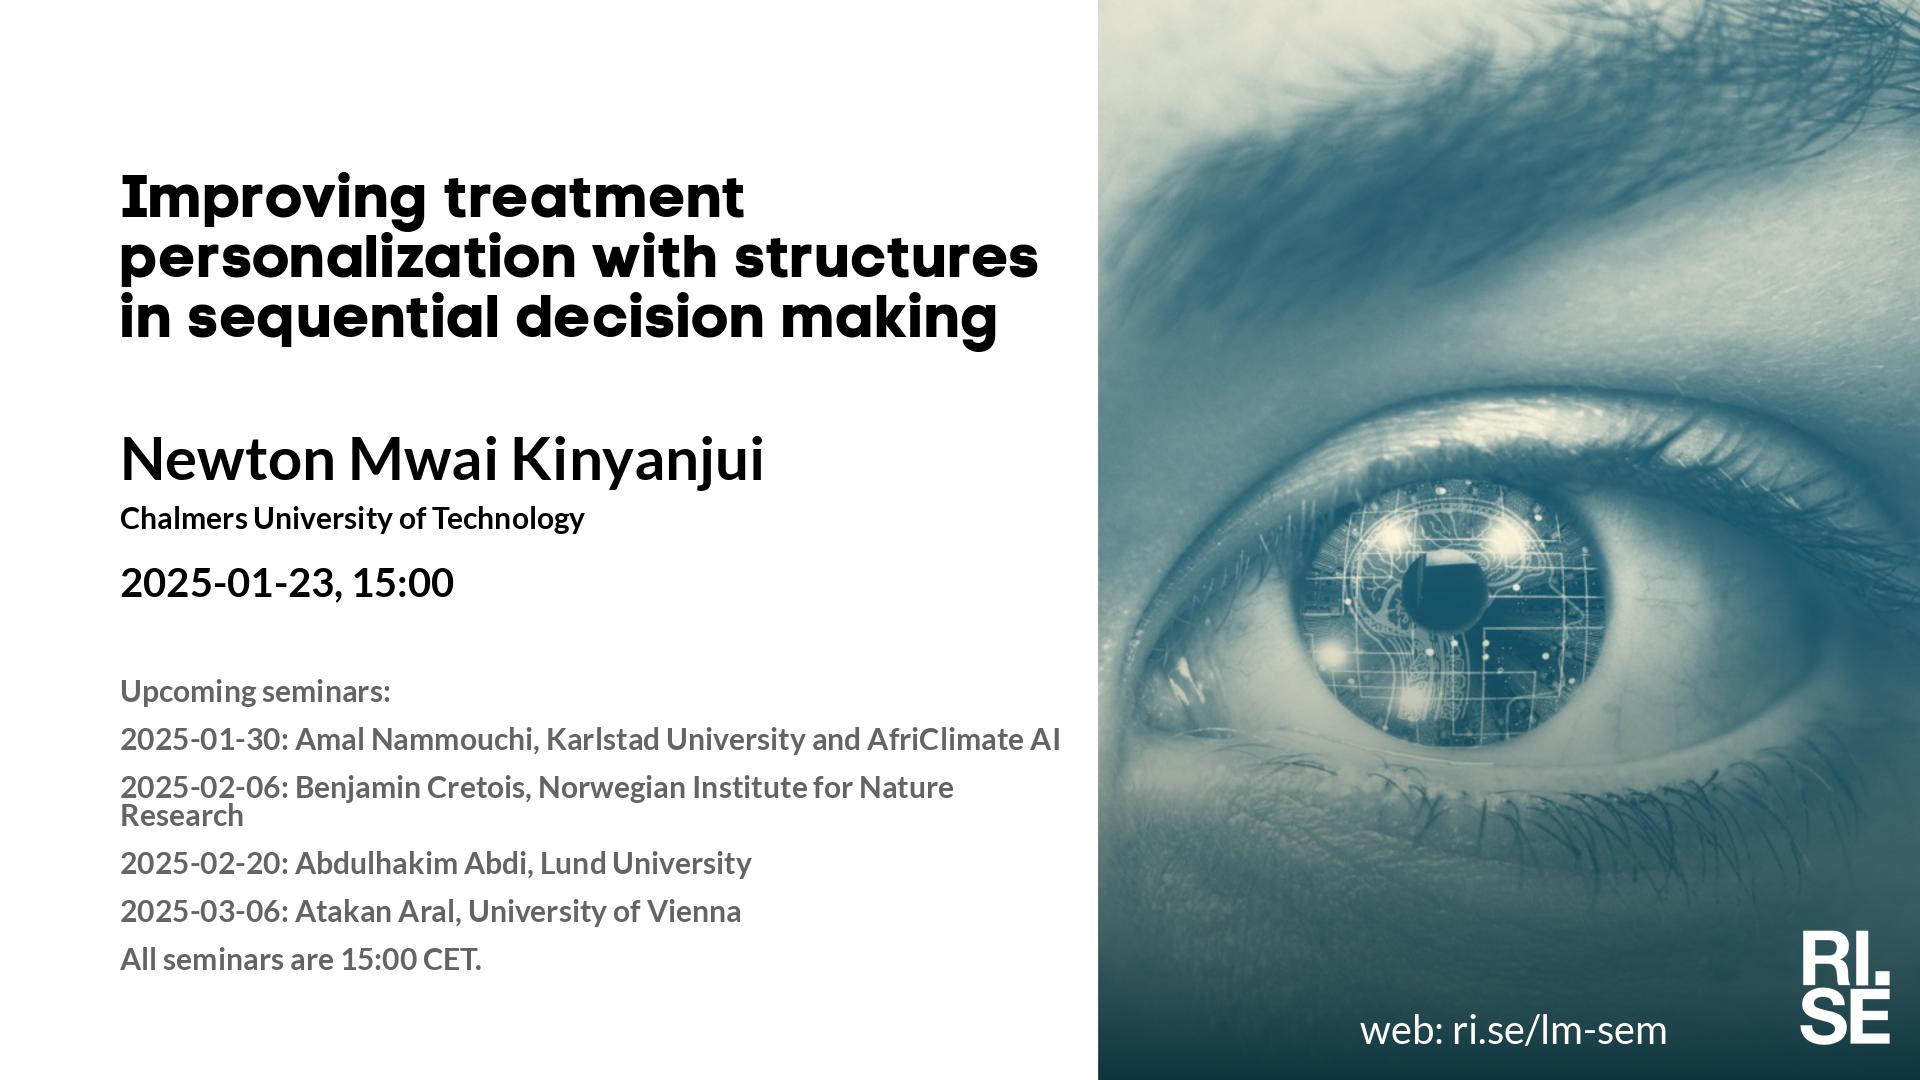 Improving treatment
personalization with structures
in sequential decision making
Newton Mwai Kinyanjui
Chalmers University of Technology
2025-01-23, 15:00
Upcoming seminars:
2025-01-30: Amal Nammouchi, Karlstad University and AfriClimate AI
2025-02-06: Benjamin Cretois, Norwegian Institute for Nature
Research
2025-02-20: Abdulhakim Abdi, Lund University
2025-03-06: Atakan Aral, University of Vienna
All seminars are 15:00 CET.
web: ri.se/lm-sem
RI.
SE